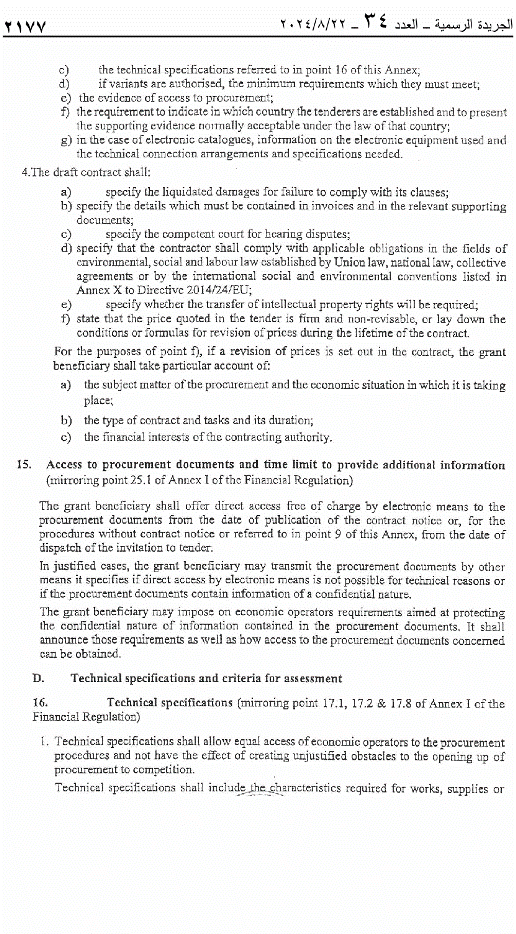 ٢١٧٧ الجريدة الرسمية – العدد ٣٤ – ٢٠٢٤/٨/٢٢
c) the technical specifications referred to in point 16 of this Annex;
d) if variants are authorised, the minimum requirements which they must meet;
e) the evidence of access to procurement;
f) the requirement to indicate in which country the tenderers are established and to present
the supporting evidence normally acceptable under the law of that country;
g) in the case of electronic catalogues, information on the electronic equipment used and
the technical connection arrangements and specifications needed.
4.The draft contract shall:
a) specify the liquidated damages for failure to comply with its clauses;
b) specify the details which must be contained in invoices and in the relevant supporting
documents;
c) specify the competent court for hearing disputes;
d) specify that the contractor shall comply with applicable obligations in the fields of
environmental, social and labour law established by Union law, national law, collective
agreements or by the international social and environmental conventions listed in
Annex X to Directive 2014/24/EU;
e) specify whether the transfer of intellectual property rights will be required;
f) state that the price quoted in the tender is firm and non-revisable, or lay down the
conditions or formulas for revision of prices during the lifetime of the contract.
For the purposes of point f), if a revision of prices is set out in the contract, the grant
beneficiary shall take particular account of:
a) the subject matter of the procurement and the economic situation in which it is taking
place;
b) the type of contract and tasks and its duration;
c) the financial interests of the contracting authority.
15. Access to procurement documents and time limit to provide additional information
(mirroring point 25.1 of Annex I of the Financial Regulation)
The grant beneficiary shall offer direct access free of charge by electronic means to the
procurement documents from the date of publication of the contract notice or, for the
procedures without contract notice or referred to in point 9 of this Annex, from the date of
dispatch of the invitation to tender.
In justified cases, the grant beneficiary may transmit the procurement documents by other
means it specifies if direct access by electronic means is not possible for technical reasons or
if the procurement documents contain information of a confidential nature.
The grant beneficiary may impose on economic operators requirements aimed at protecting
the confidential nature of information contained in the procurement documents. It shall
announce those requirements as well as how access to the procurement documents concerned
can be obtained.
D. Technical specifications and criteria for assessment
16. Technical specifications (mirroring point 17.1, 17.2 & 17.8 of Annex I of the
Financial Regulation)
1. Technical specifications shall allow equal access of economic operators to the procurement
procedures and not have the effect of creating unjustified obstacles to the opening up of
procurement to competition.
Technical specifications shall include the characteristics required for works, supplies or